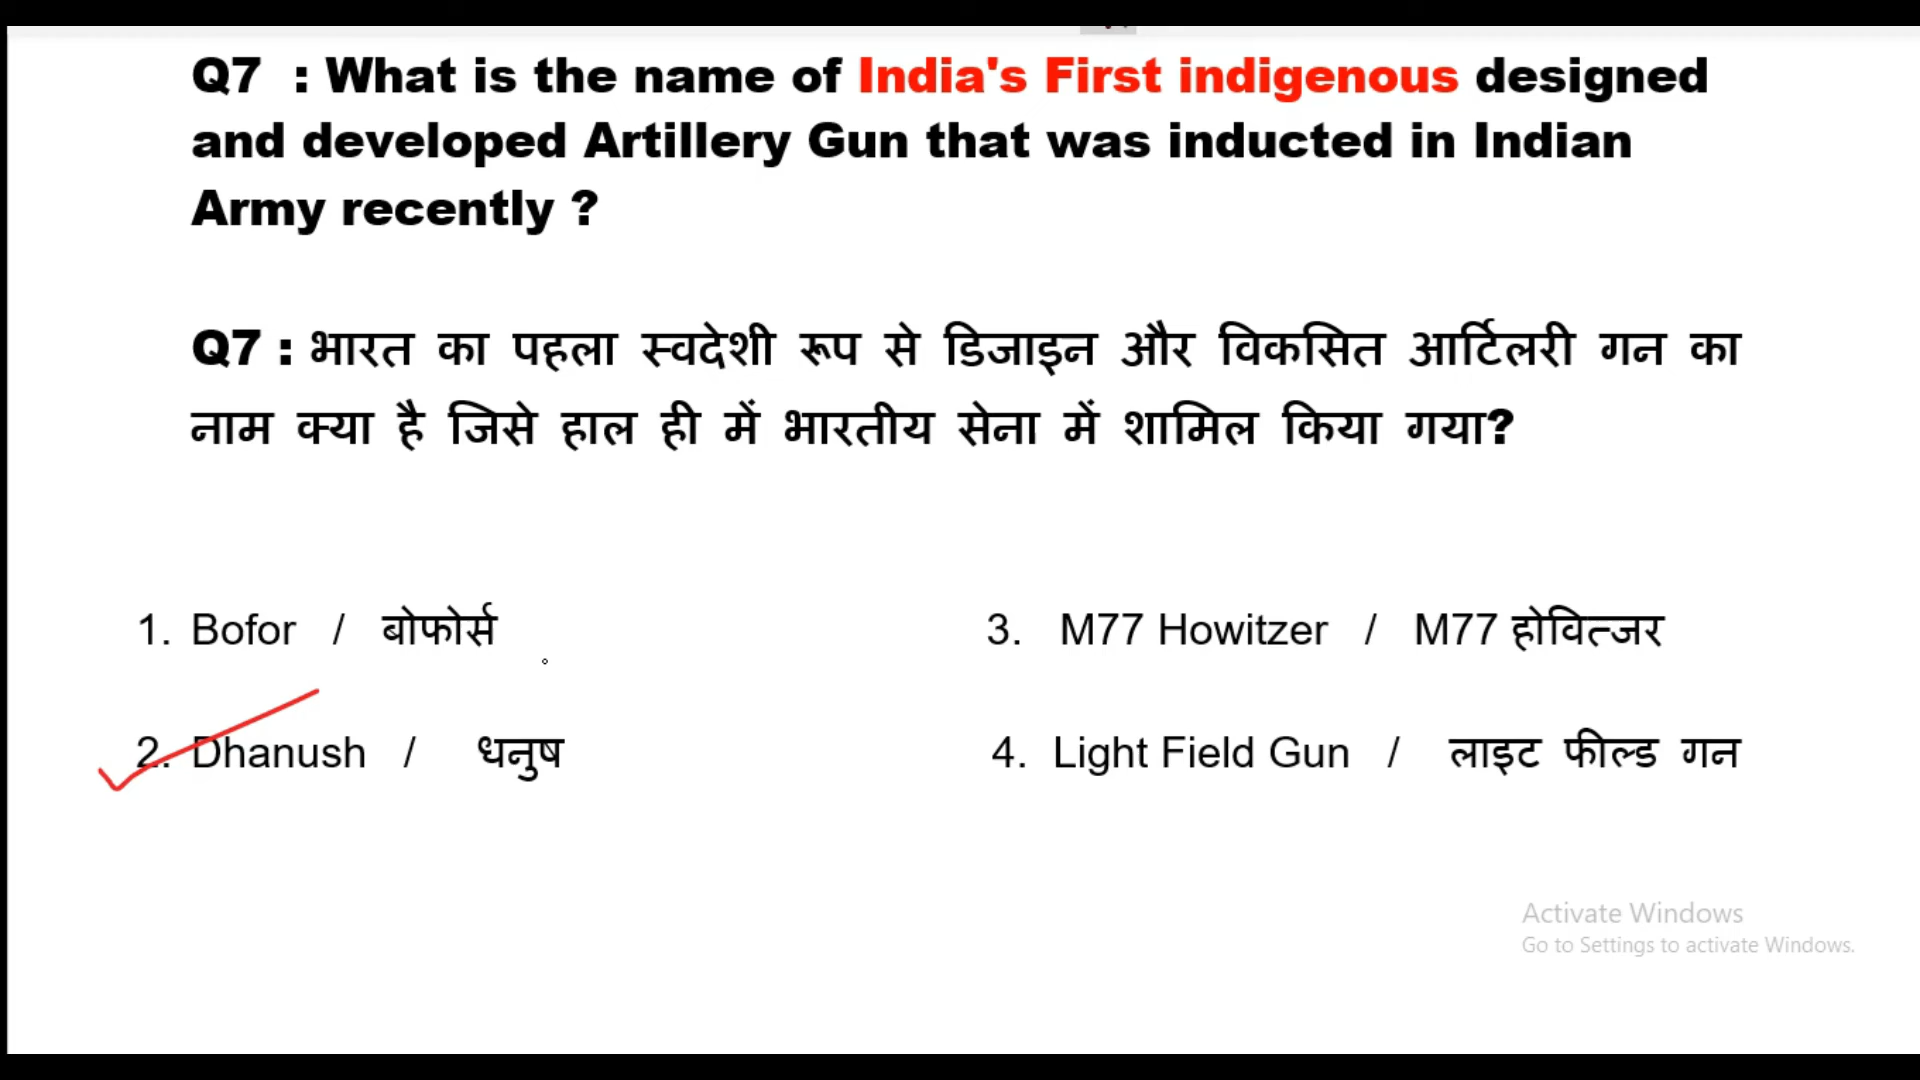 Q7 : What is the name of India's First indigenous designed
and developed Artillery Gun that was inducted in Indian
Army recently ?
Q7 : भारत का पहला स्वदेशी रूप से डिजाइन और विकसित आर्टिलरी गन का
नाम क्या है जिसे हाल ही में भारतीय सेना में शामिल किया गया?
1. Bofor / बोफोर्स
3. M77 Howitzer / M77 होवित्जर
2. Dhanush / धनुष
4. Light Field Gun / लाइट फील्ड गन
Activate Windows
Go to Settings to activate Windows.